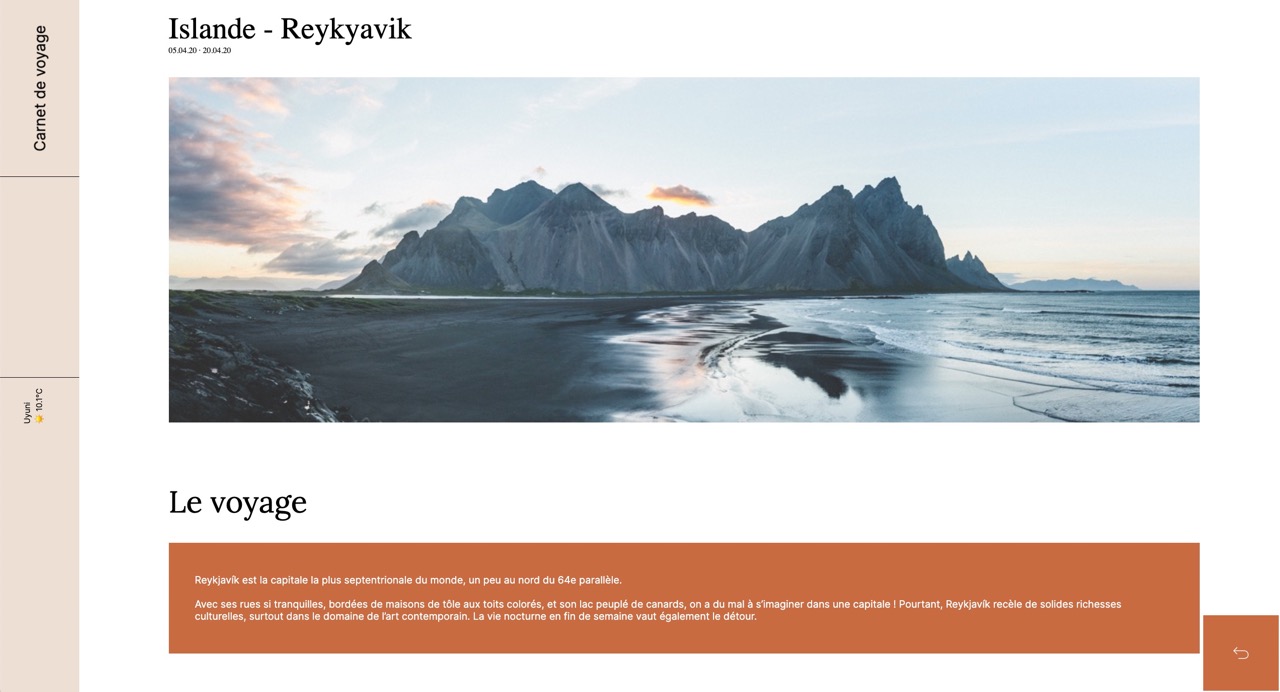 Carnet de voyage
Uyuni
☀️ 10.1°C
Islande - Reykyavik
05.04.20 · 20.04.20
Le voyage
Reykjavík est la capitale la plus septentrionale du monde, un peu au nord du 64e parallèle.
Avec ses rues si tranquilles, bordées de maisons de tôle aux toits colorés, et son lac peuplé de canards, on a du mal à s’imaginer dans une capitale ! Pourtant, Reykjavík recèle de solides richesses
culturelles, surtout dans le domaine de l’art contemporain. La vie nocturne en fin de semaine vaut également le détour.